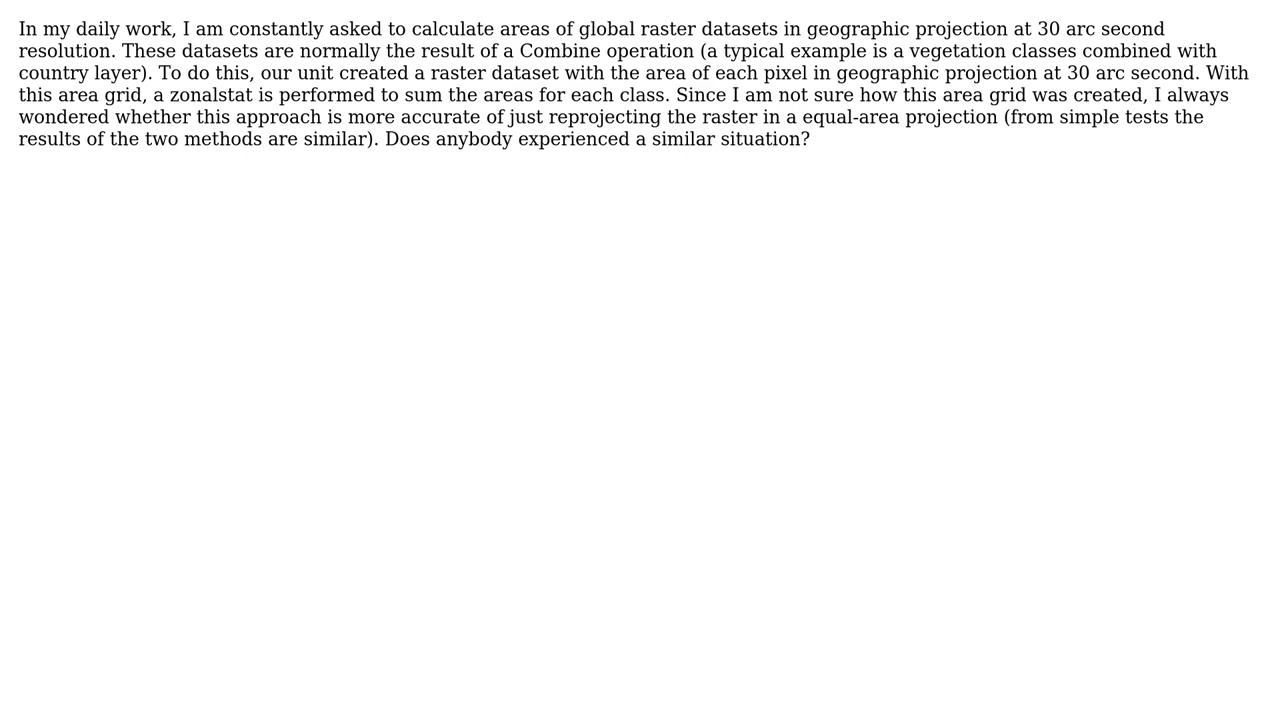 In my daily work, I am constantly asked to calculate areas of global raster datasets in geographic projection at 30 arc second
resolution. These datasets are normally the result of a Combine operation (a typical example is a vegetation classes combined with
country layer). To do this, our unit created a raster dataset with the area of each pixel in geographic projection at 30 arc second. With
this area grid, a zonalstat is performed to sum the areas for each class. Since I am not sure how this area grid was created, I always
wondered whether this approach is more accurate of just reprojecting the raster in a equal-area projection (from simple tests the
results of the two methods are similar). Does anybody experienced a similar situation?